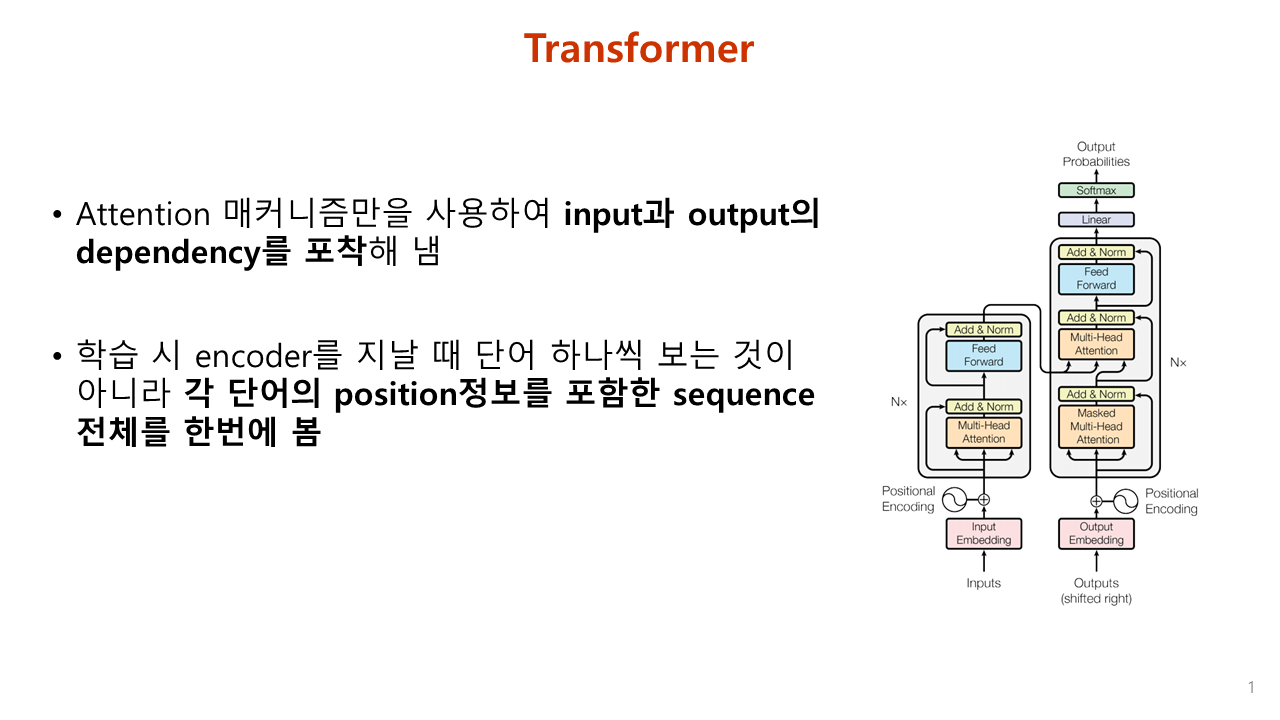 Transformer
• Attention 매커니즘만을 사용하여 input과 output의
dependency를 포착해 냄
• 학습 시 encoder를 지날 때 단어 하나씩 보는 것이
아니라 각 단어의 position정보를 포함한 sequence
전체를 한번에 봄
Output
Probabilities
Softmax
Linear
Add & Norm
Feed
Forward
Add & Norm
Multi-Head
Attention
N×
Add & Norm
Masked
Multi-Head
Attention
Add & Norm
Feed
Forward
N×
Add & Norm
Multi-Head
Attention
Positional
Encoding
Positional
Encoding
Input
Embedding
Output
Embedding
Inputs
Outputs
(shifted right)
1